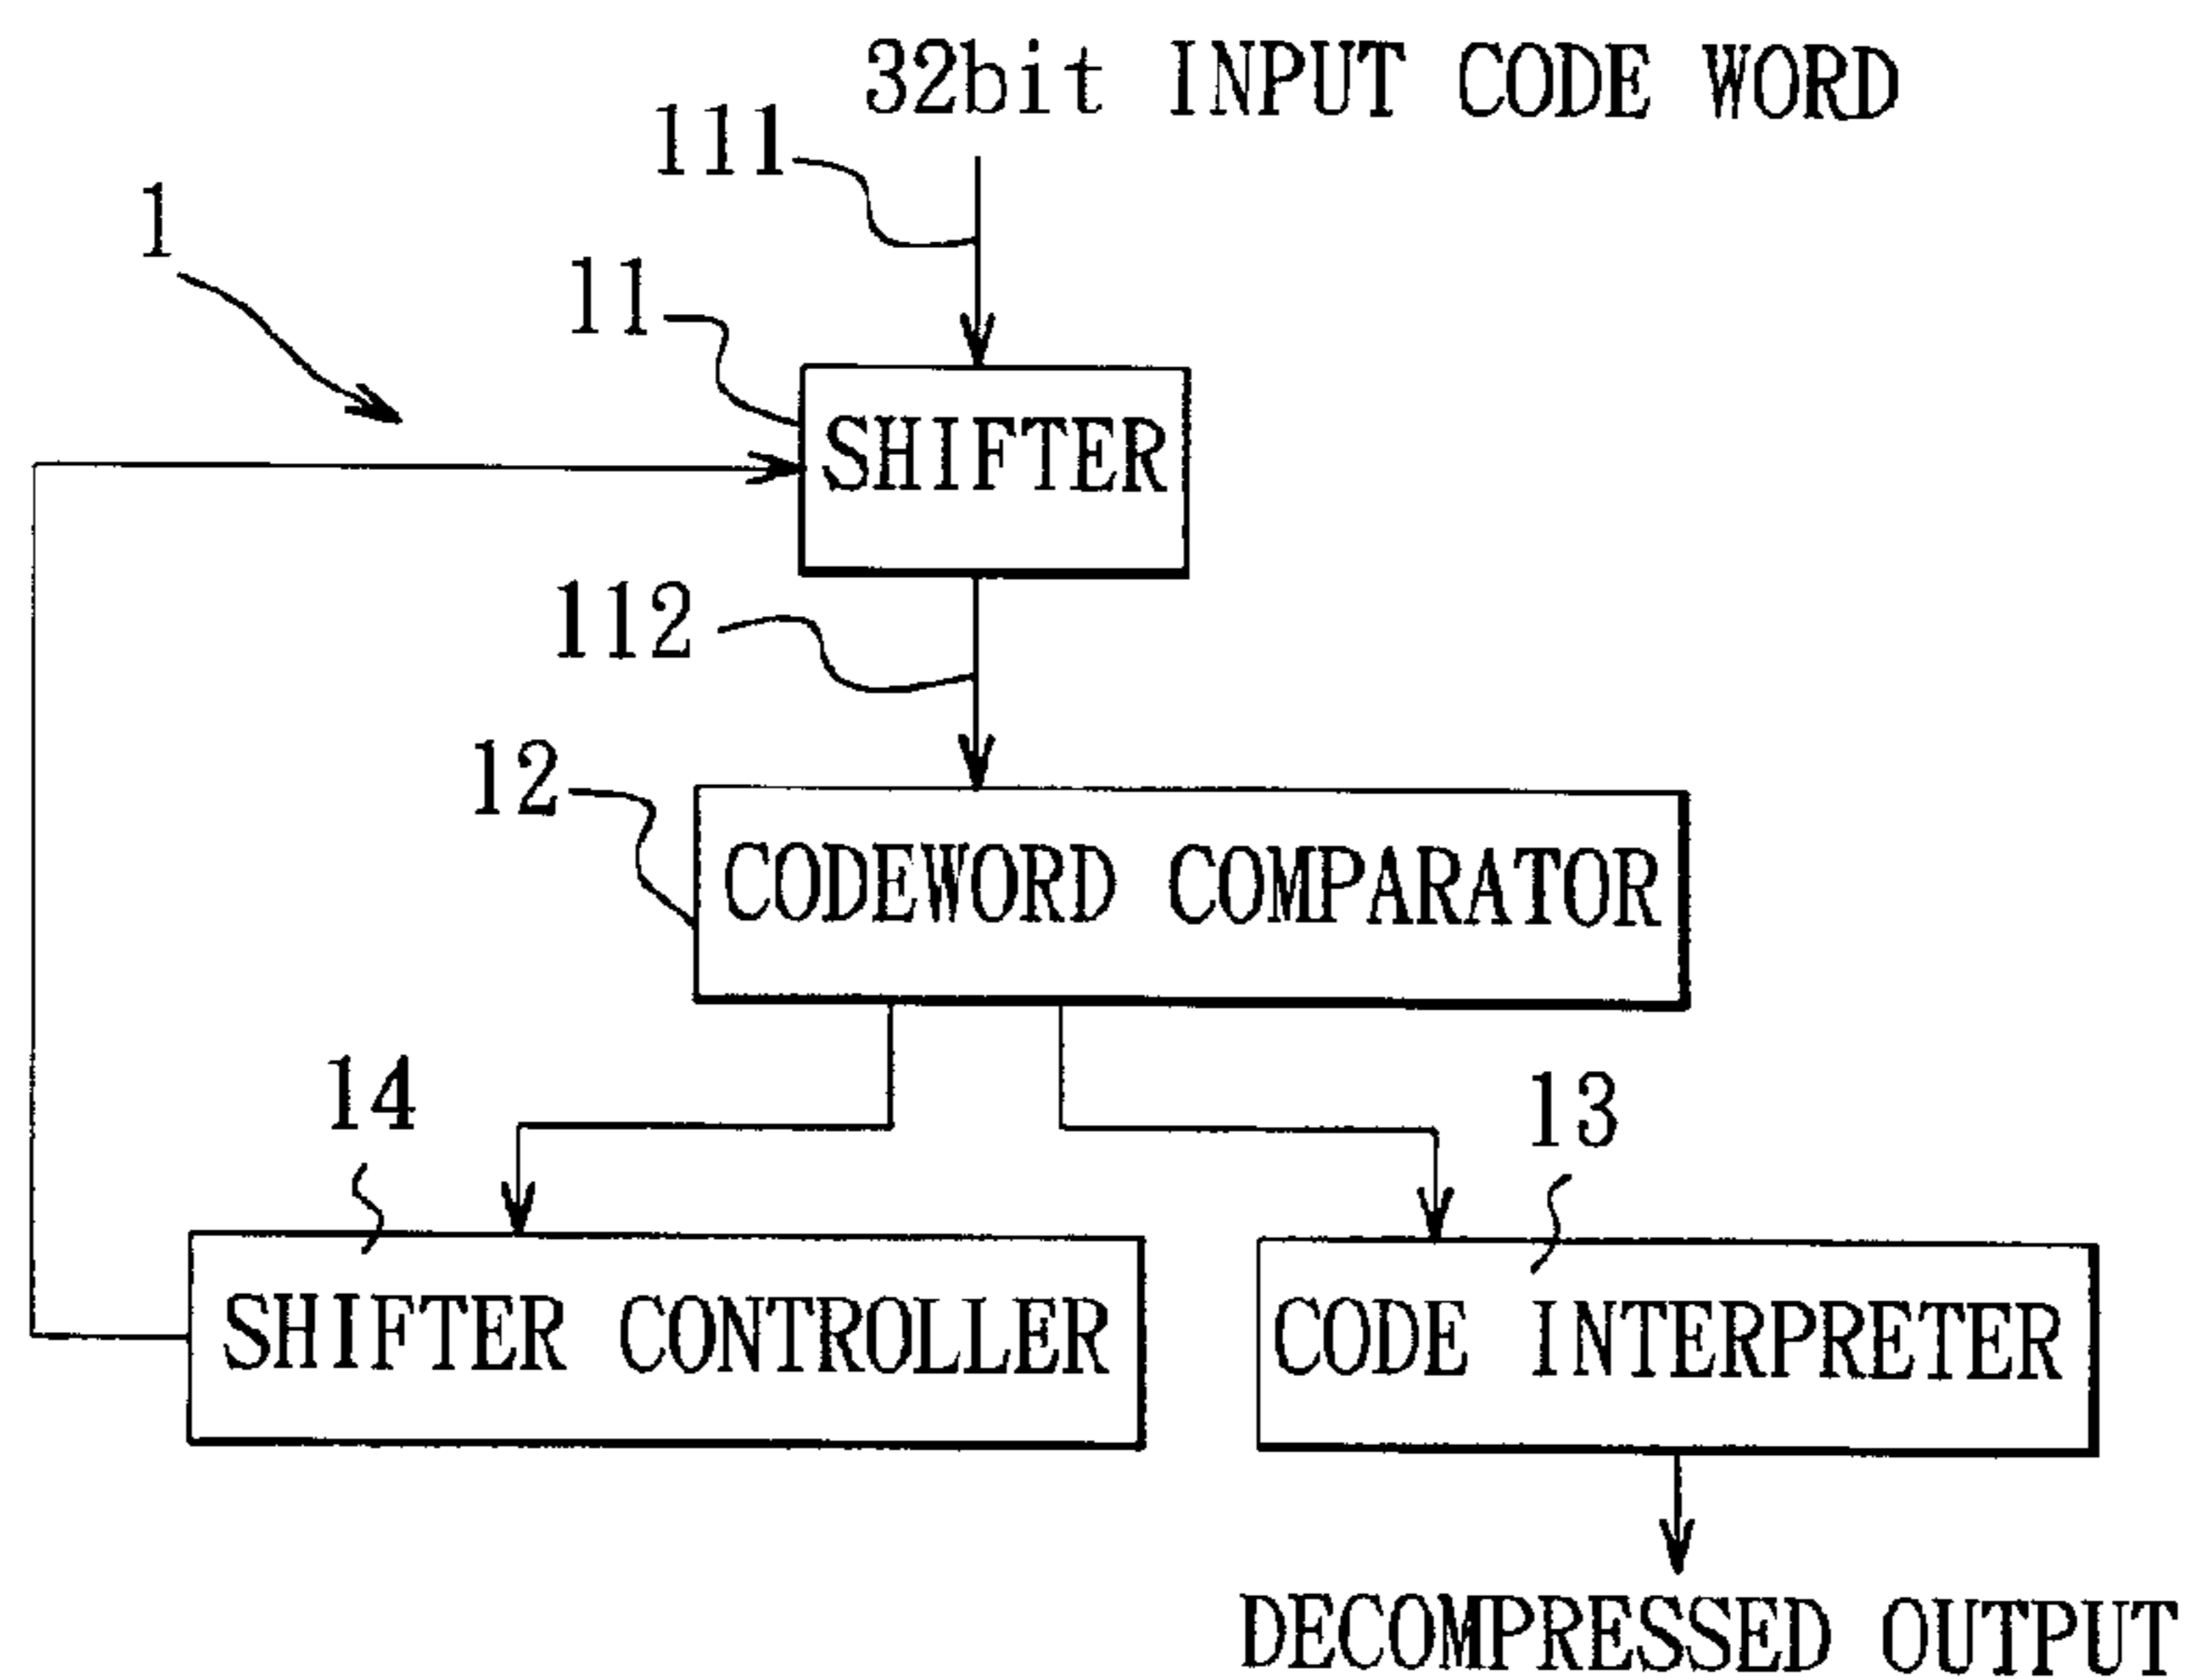 32bit INPUT CODE WORD
111
1
11
SHIFTER
112
12
CODEWORD COMPARATOR
14
13
SHIFTER CONTROLLER
CODE INTERPRETER
DECOMPRESSED OUTPUT